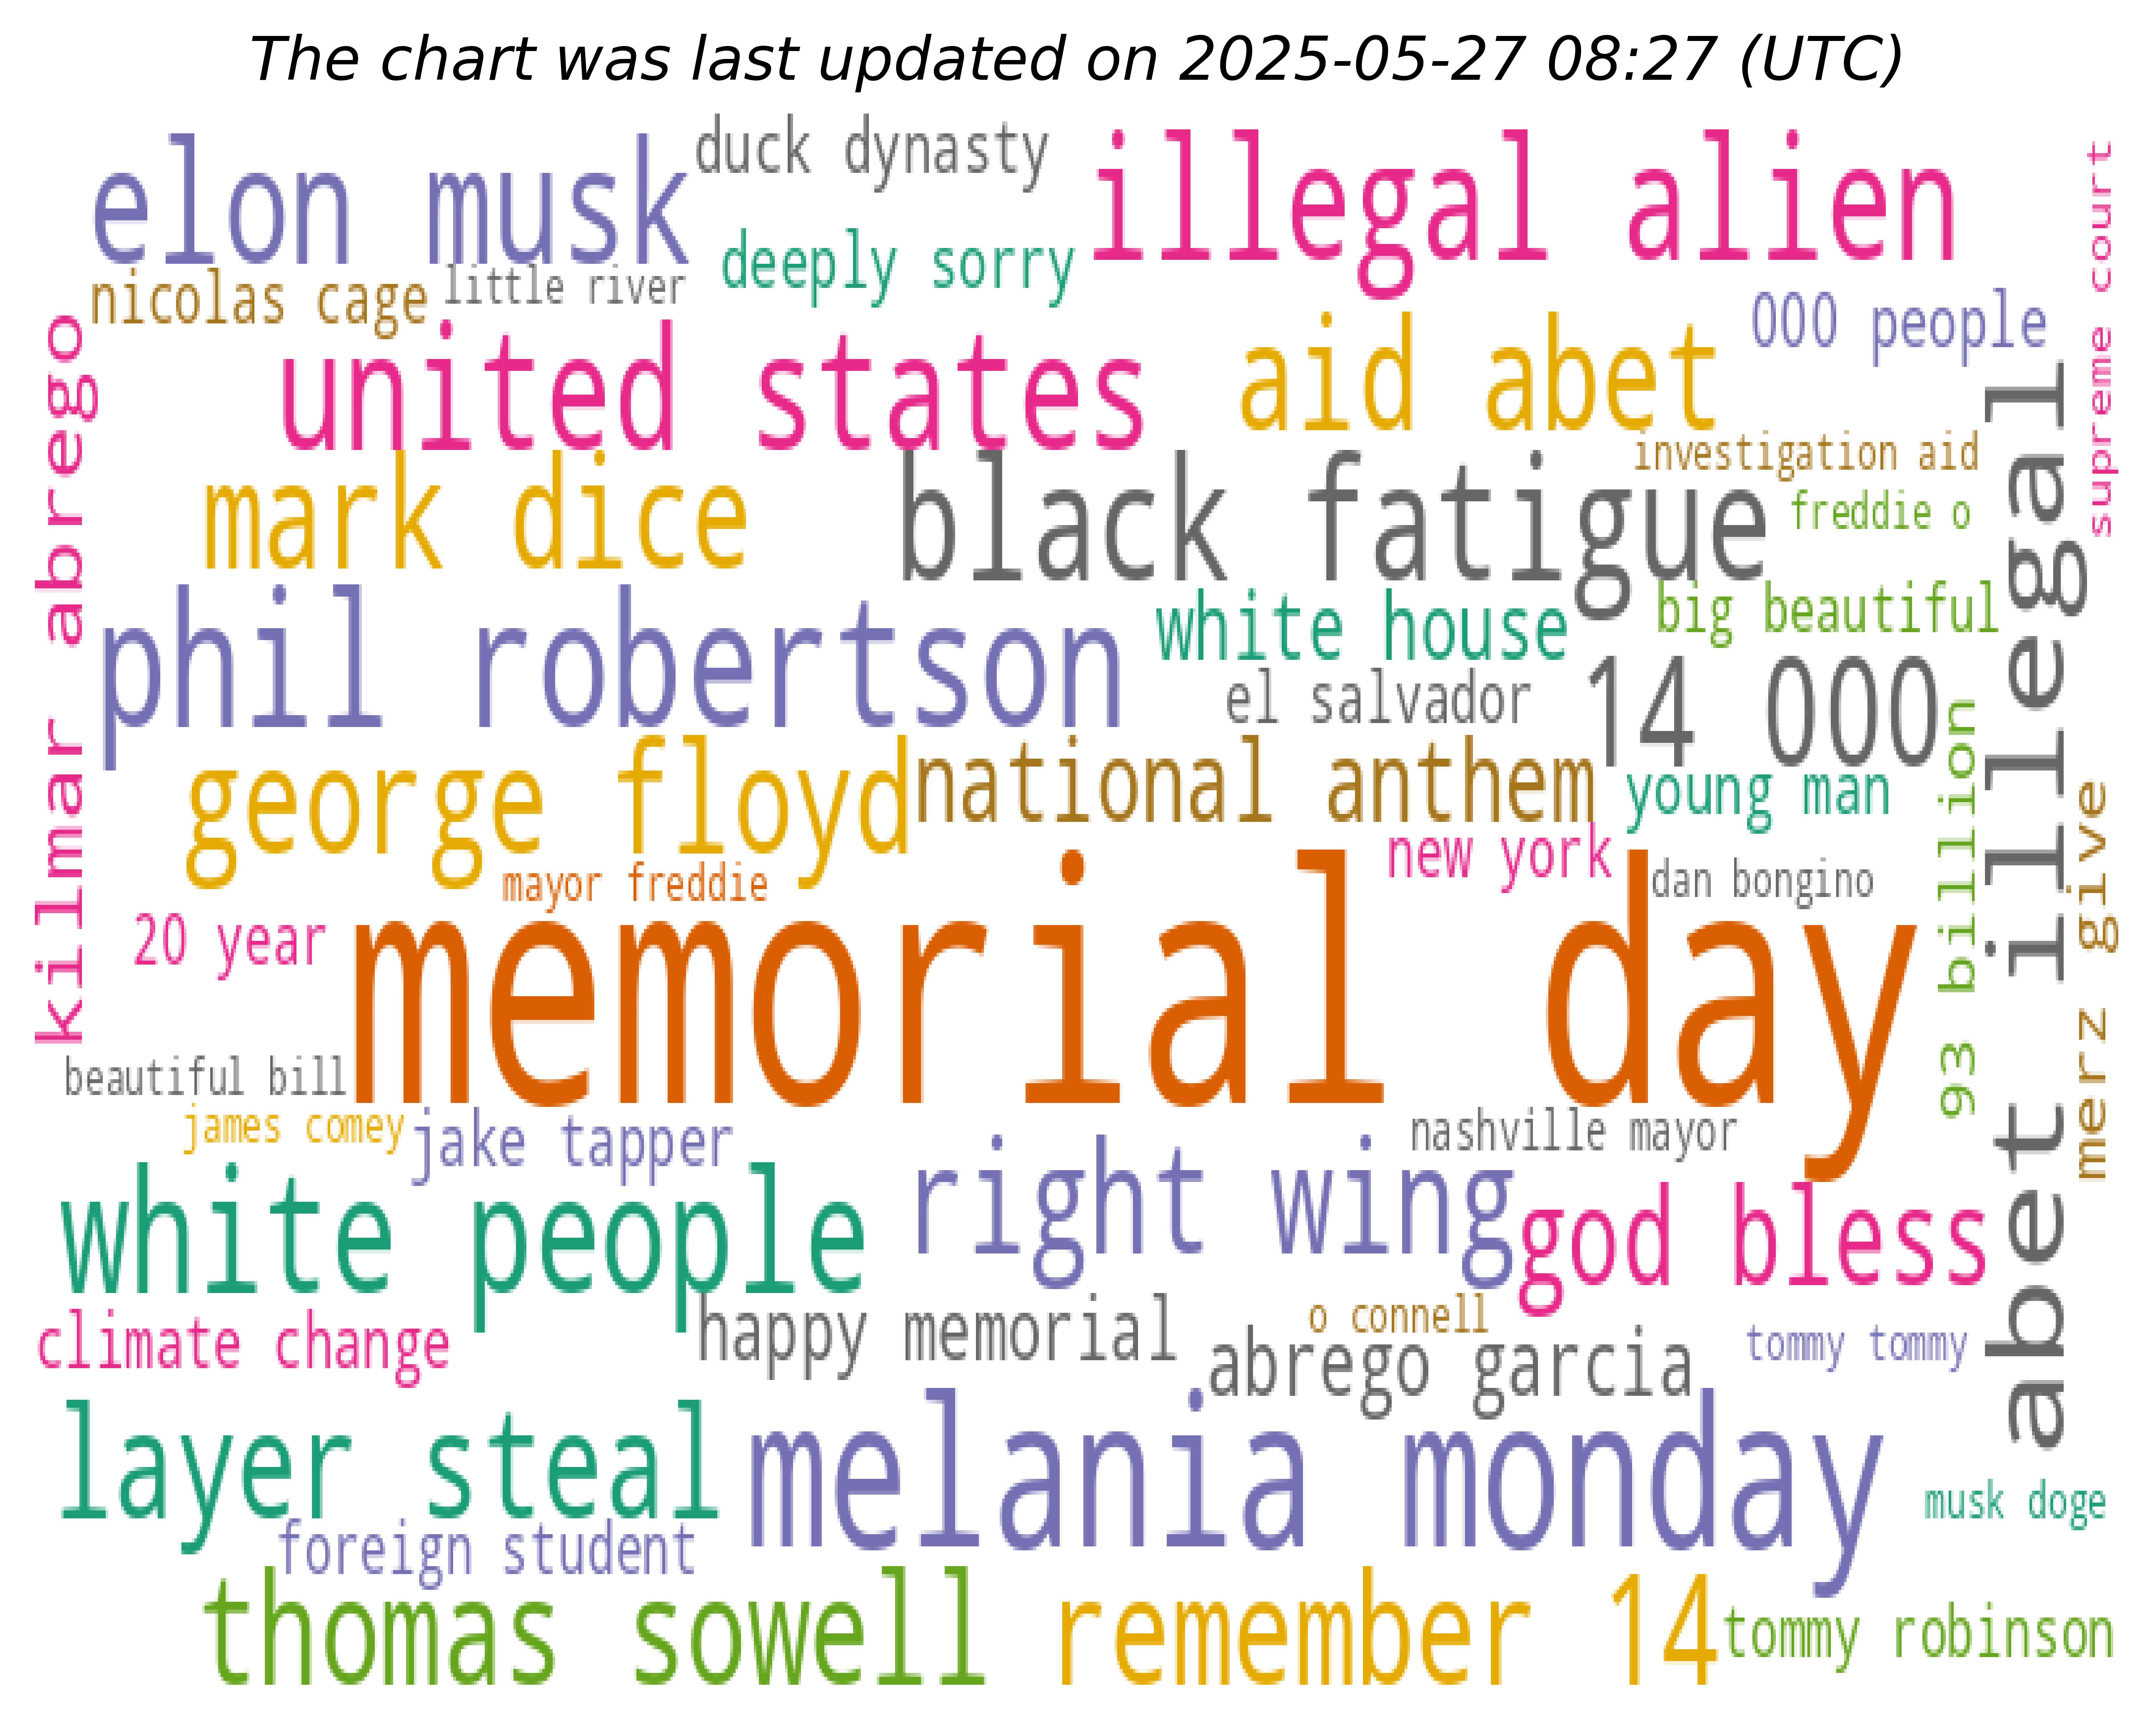 The chart was last updated on 2025-05-27 08:27 (UTC)
elon musk
duck dynasty
illegal alien
supreme court
deeply sorry
nicolas cage
little river
000 people
united states
aid abet
kilmar abrego
abet illegal
investigation aid
mark dice
black fatigue
freddie o
phil robertson
white house
big beautiful
el salvador
14 000
93 billion
george floyd
national anthem
young man
merz give
new york
mayor freddie
dan bongino
20 year
memorial day
beautiful bill
james comey
jake tapper
nashville mayor
white people
right wing
god bless
climate change
happy memorial
o connell
abrego garcia
tommy tommy
layer steal
melania monday
musk doge
foreign student
thomas sowell
remember 14
tommy robinson